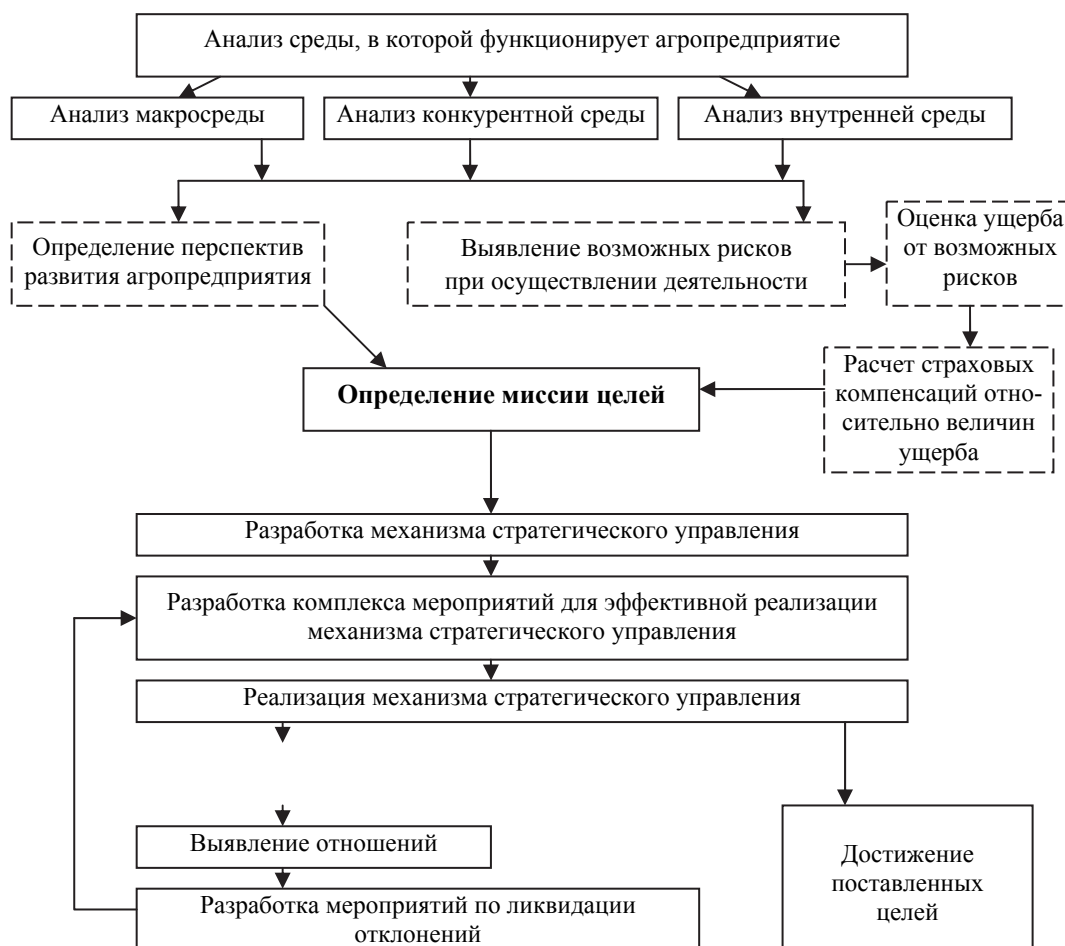 Анализ среды, в которой функционирует агропредприятие
Анализ макросреды
Анализ конкурентной среды
Анализ внутренней среды
Определение перспектив
развития агропредприятия
Выявление возможных рисков
при осуществлении деятельности
Оценка ущерба
от возможных
рисков
Расчет страховых
компенсаций отно-
сительно величин
ущерба
Определение миссии целей
Разработка механизма стратегического управления
Разработка комплекса мероприятий для эффективной реализации
механизма стратегического управления
Реализация механизма стратегического управления
Выявление отношений
Разработка мероприятий по ликвидации
отклонений
Достижение
поставленных
целей